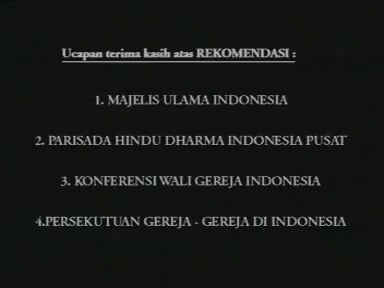 Ucapan terima kasih atas REKOMENDASI :
1. MAJELIS ULAMA INDONESIA
2. PARISADA HINDU DHARMA INDONESIA PUSAT
3. KONFERENSI WALI GEREJA INDONESIA
4.PERSEKUTUAN GEREJA - GEREJA DI INDONESIA